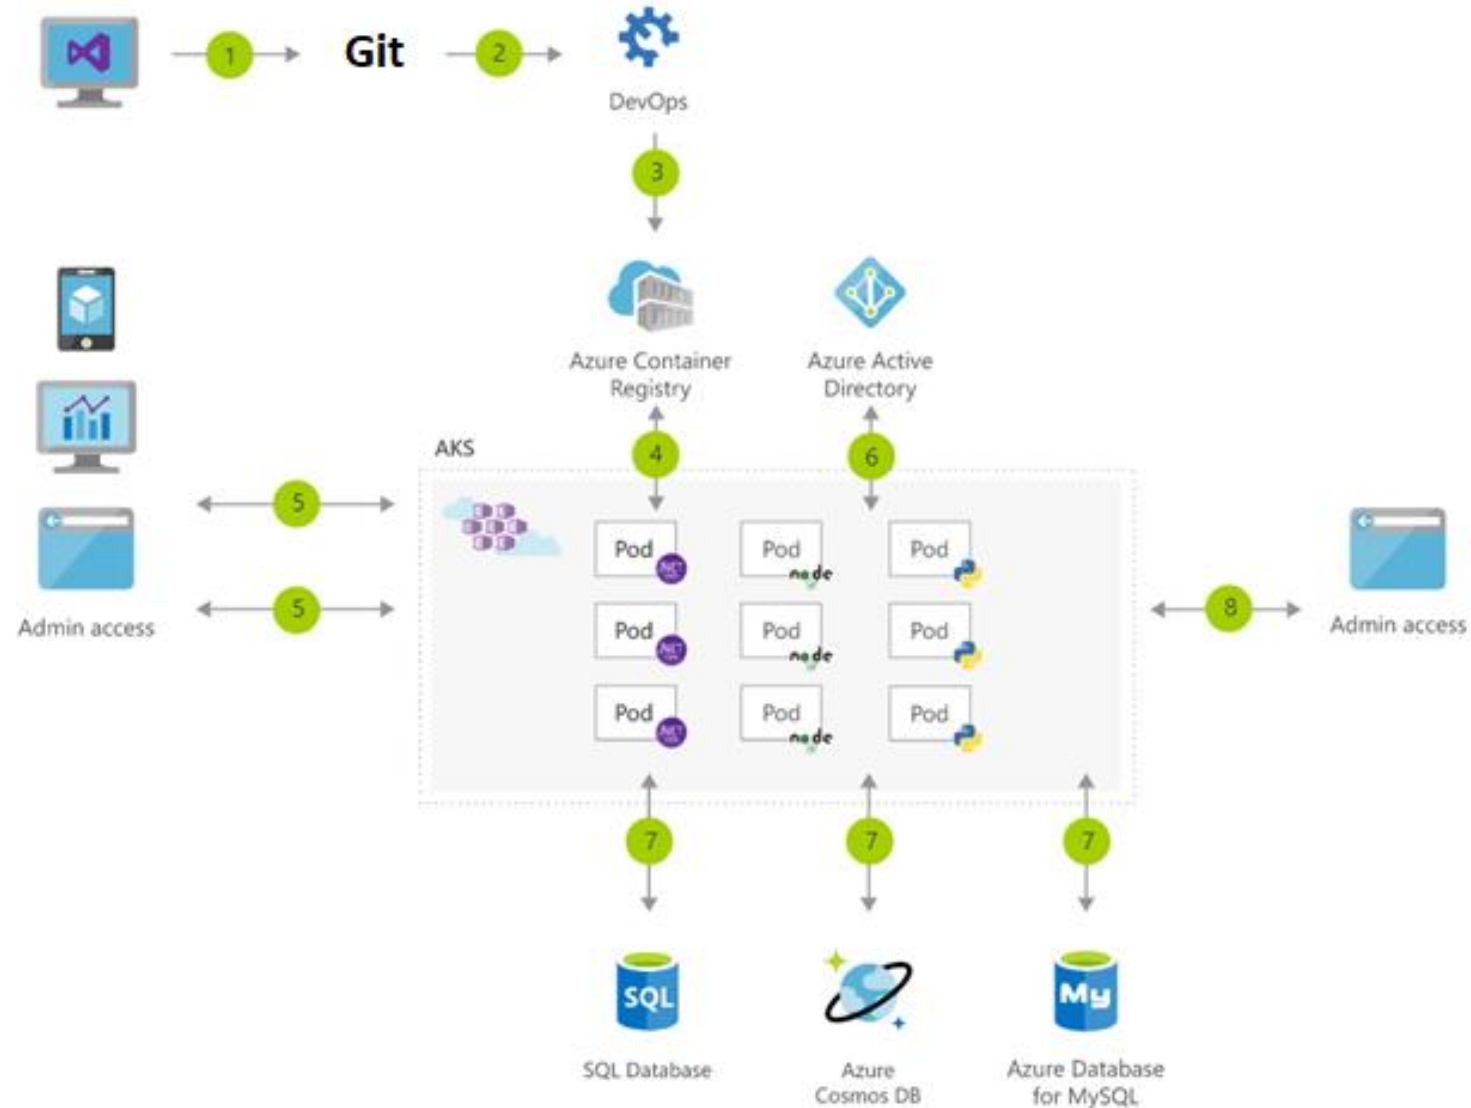 1
Git
2
DevOps
3
Azure Container
Registry
Azure Active
Directory
AKS
4
6
5
5
Admin access
Pod
node
Pod
Pod
Pod
node
Pod
Pod
Pod
node
Pod
8
Admin access
7
7
7
SQL
My
SQL Database
Azure
Cosmos DB
Azure Database
for MySQL